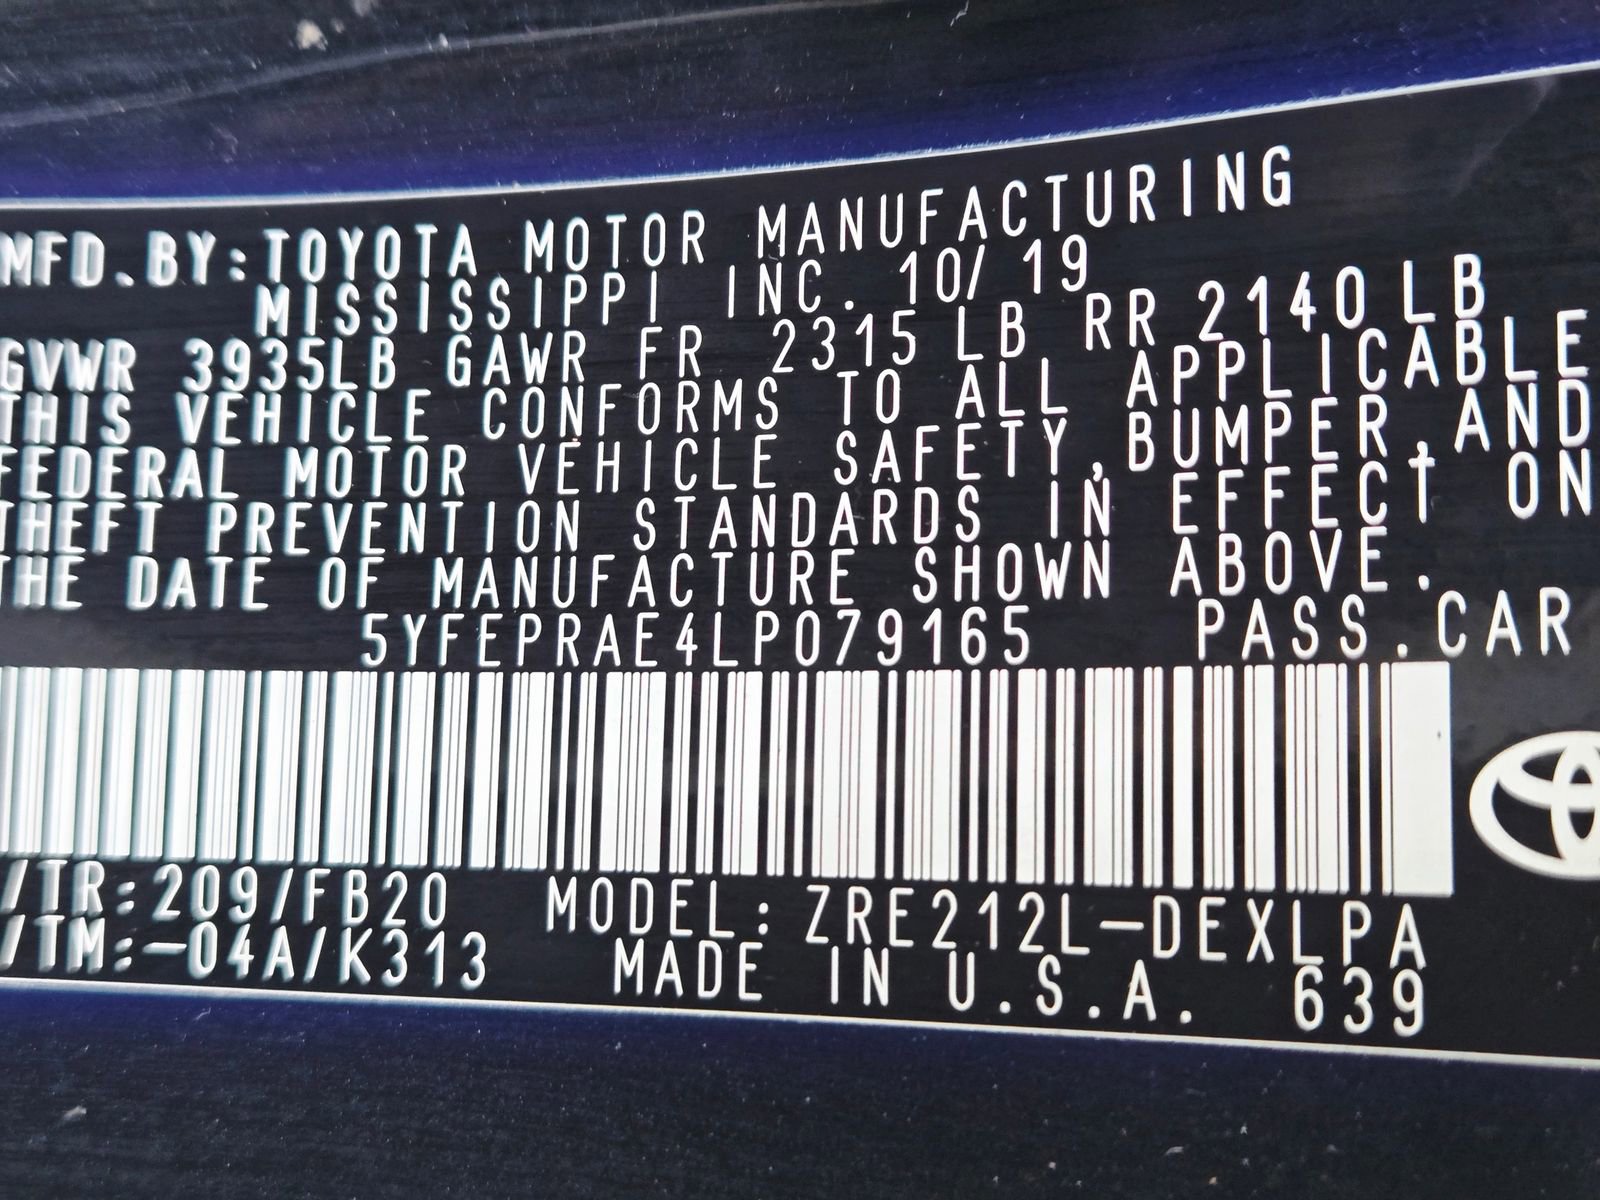 MFD.BY:TOYOTA MOTOR MANUFACTURING
MISSISSIPPI INC. 10/19
GVWR 3935LB GAWR FR 2315 LB RR 2140 LB
THIS VEHICLE CONFORMS TO ALL APPLICABLE
FEDERAL MOTOR VEHICLE SAFETY,BUMPER,AND
THEFT PREVENTION STANDARDS IN EFFECT ON
THE DATE OF MANUFACTURE SHOWN ABOVE.
5YFEPRAE4LP079165 PASS.CAR
/TR:209/FB20 MODEL: ZRE212L-DEXLPA
/TM:-04A/K313 MADE IN U.S.A. 639